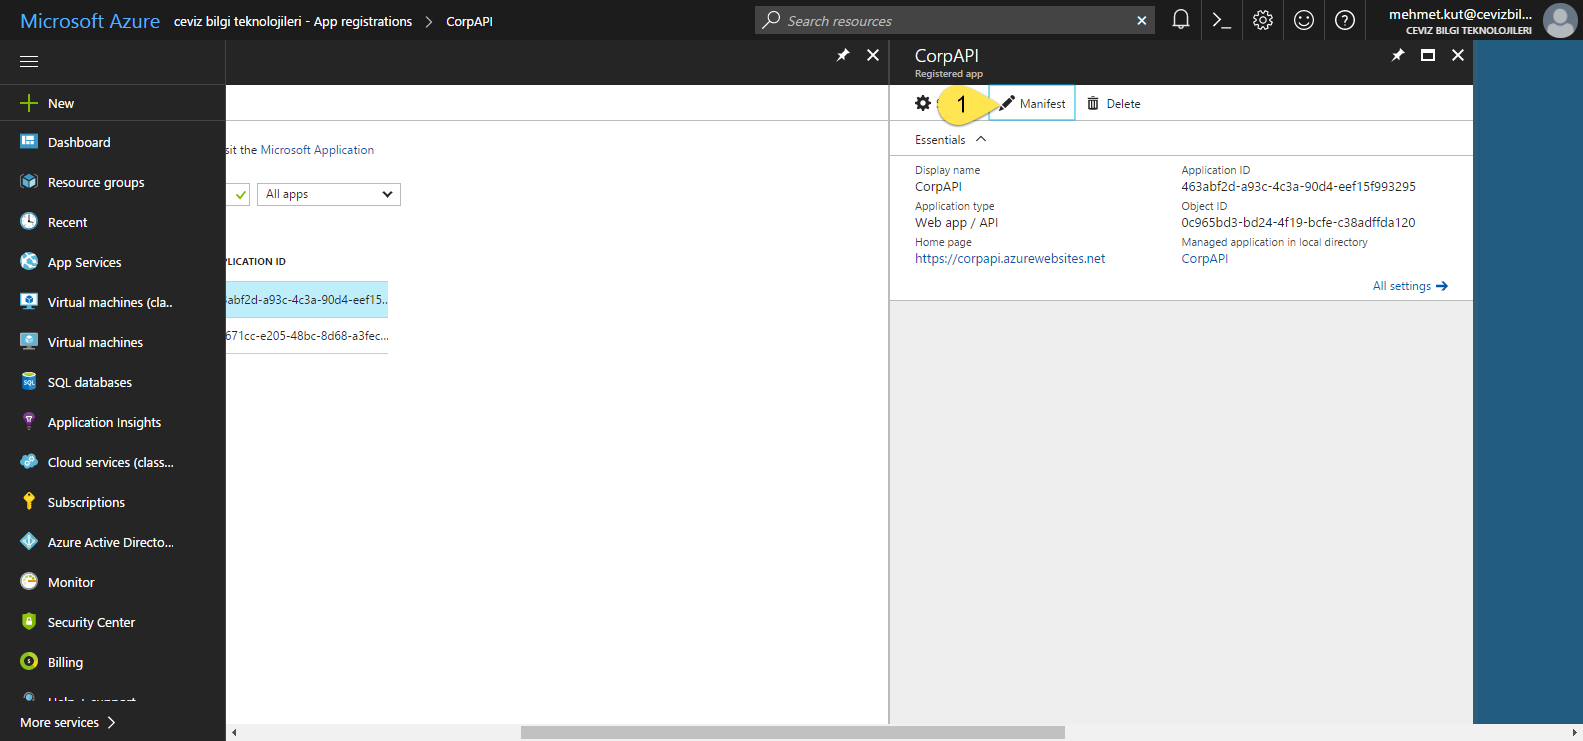 Microsoft Azure ceviz bilgi teknolojileri - App registrations > CorpAPI
Search resources
mehmet.kut@cevizbil...
CEVIZ BILGI TEKNOLOJILERI
New
Dashboard
Resource groups
Recent
App Services
Virtual machines (cla..
Virtual machines
SQL databases
Application Insights
Cloud services (class...
Subscriptions
Azure Active Directo...
Monitor
Security Center
Billing
Help + support
More services >
sit the Microsoft Application
All apps
PLICATION ID
abf2d-a93c-4c3a-90d4-eef15..
671cc-e205-48bc-8d68-a3fec...
CorpAPI
Registered app
1
Manifest
Delete
Essentials
Display name
CorpAPI
Application type
Web app / API
Home page
https://corpapi.azurewebsites.net
Application ID
463abf2d-a93c-4c3a-90d4-eef15f993295
Object ID
0c965bd3-bd24-4f19-bcfe-c38adffda120
Managed application in local directory
CorpAPI
All settings